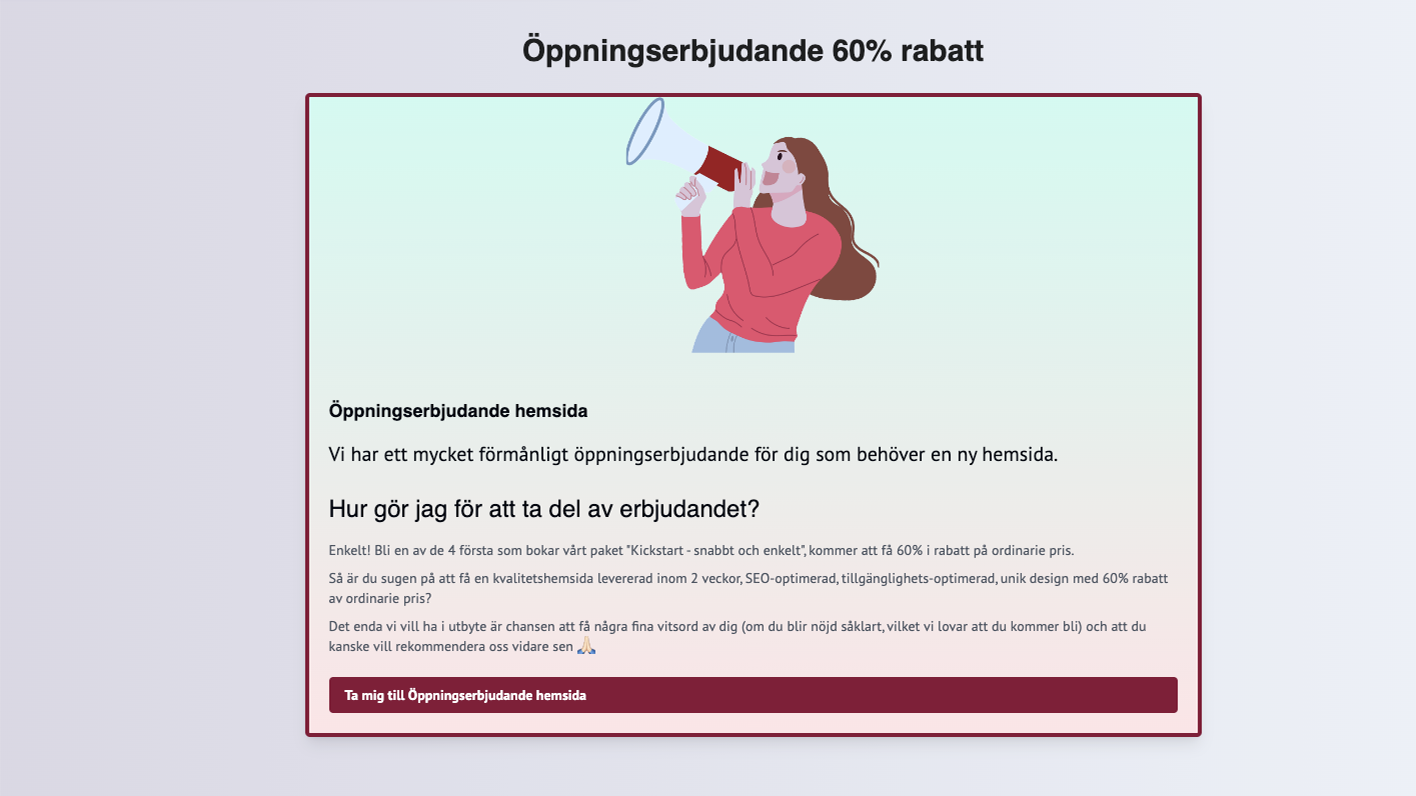 Öppningserbjudande 60% rabatt
Öppningserbjudande hemsida
Vi har ett mycket förmånligt öppningserbjudande för dig som behöver en ny hemsida.
Hur gör jag för att ta del av erbjudandet?
Enkelt! Bli en av de 4 första som bokar vårt paket "Kickstart - snabbt och enkelt", kommer att få 60% i rabatt på ordinarie pris.
Så är du sugen på att få en kvalitetshemsida levererad inom 2 veckor, SEO-optimerad, tillgänglighets-optimerad, unik design med 60% rabatt
av ordinarie pris?
Det enda vi vill ha i utbyte är chansen att få några fina vitsord av dig (om du blir nöjd såklart, vilket vi lovar att du kommer bli) och att du
kanske vill rekommendera oss vidare sen 🙏🏻
Ta mig till Öppningserbjudande hemsida